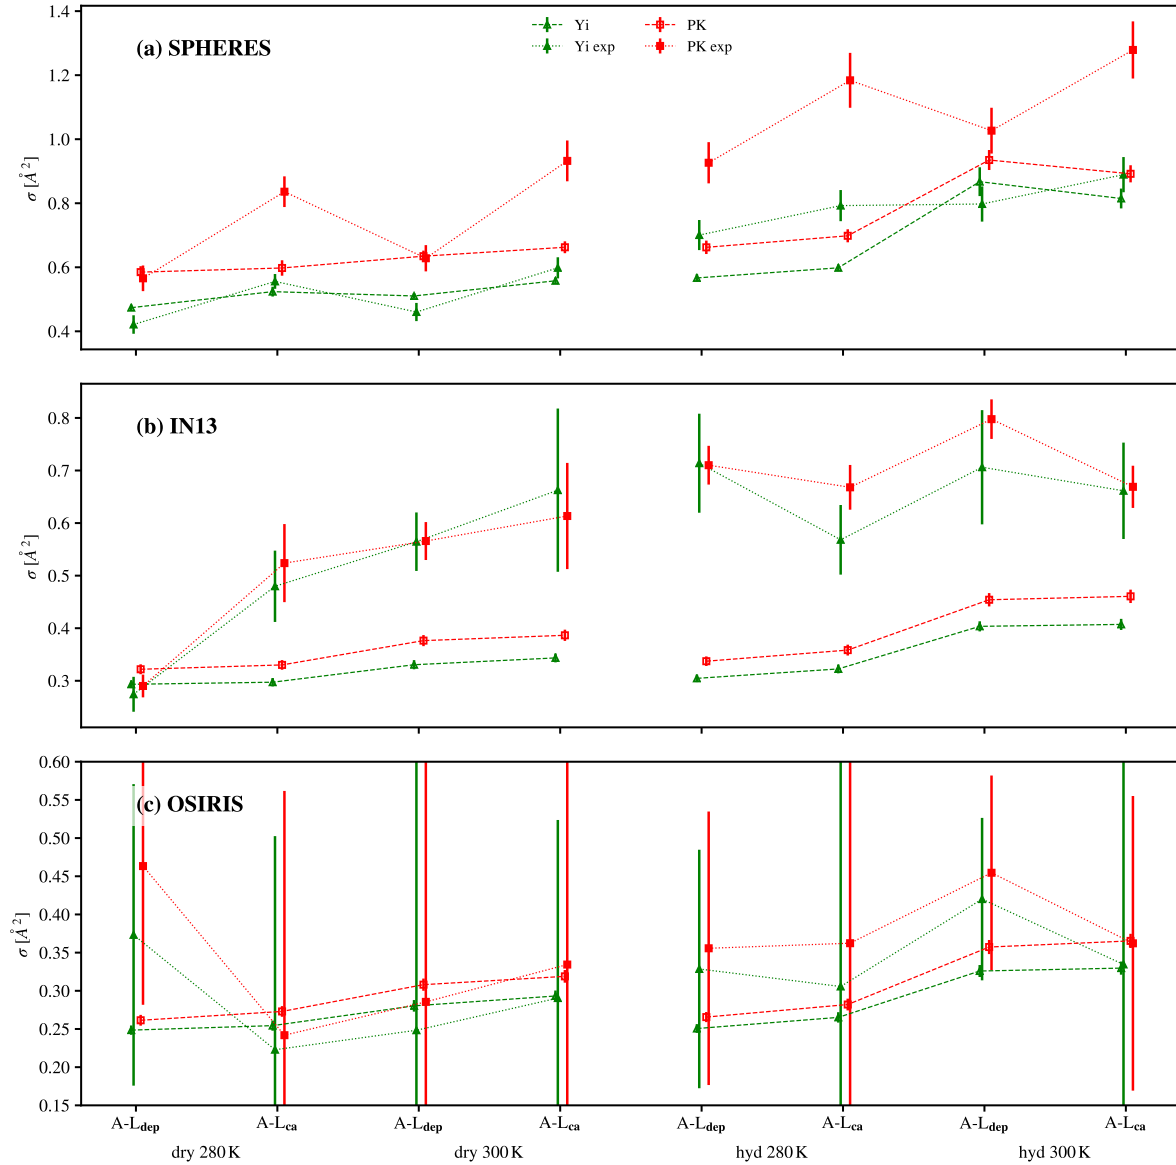 (a) SPHERES
Yi
Yi exp
PK
PK exp
σ [Å²]
1.4
1.2
1.0
0.8
0.6
0.4
(b) IN13
σ [Å²]
0.8
0.7
0.6
0.5
0.4
0.3
(c) OSIRIS
σ [Å²]
0.60
0.55
0.50
0.45
0.40
0.35
0.30
0.25
0.20
0.15
A-Ldep A-Lca A-Ldep A-Lca A-Ldep A-Lca A-Ldep A-Lca
dry 280 K dry 300 K hyd 280 K hyd 300 K